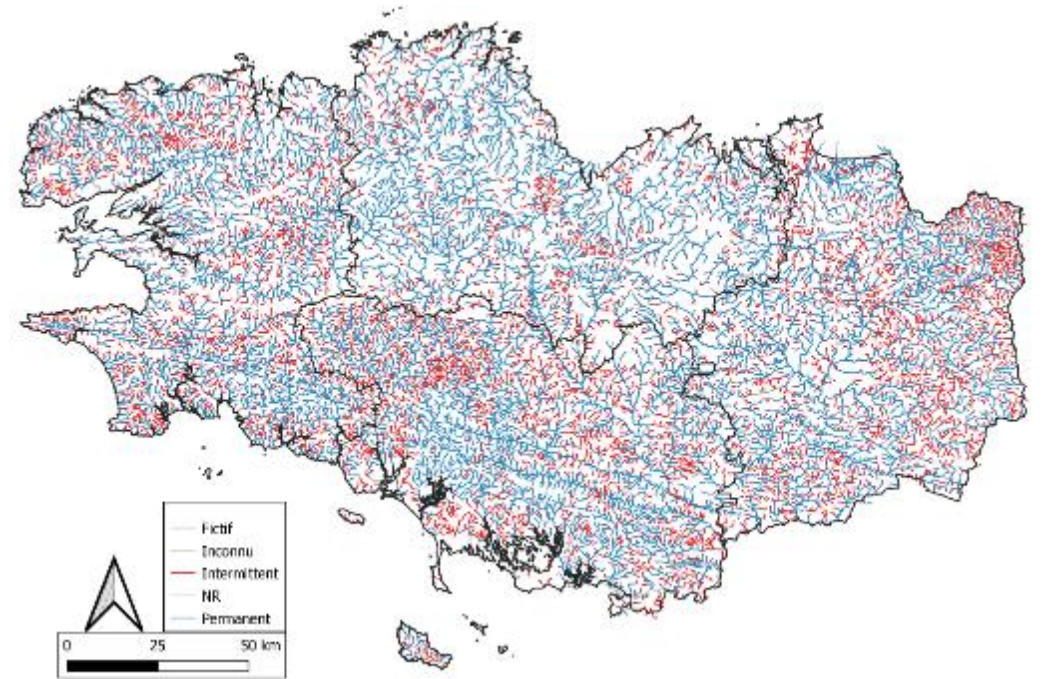 Fictif
Inconnu
Intermittent
NR
Permanent
0 25 50 km